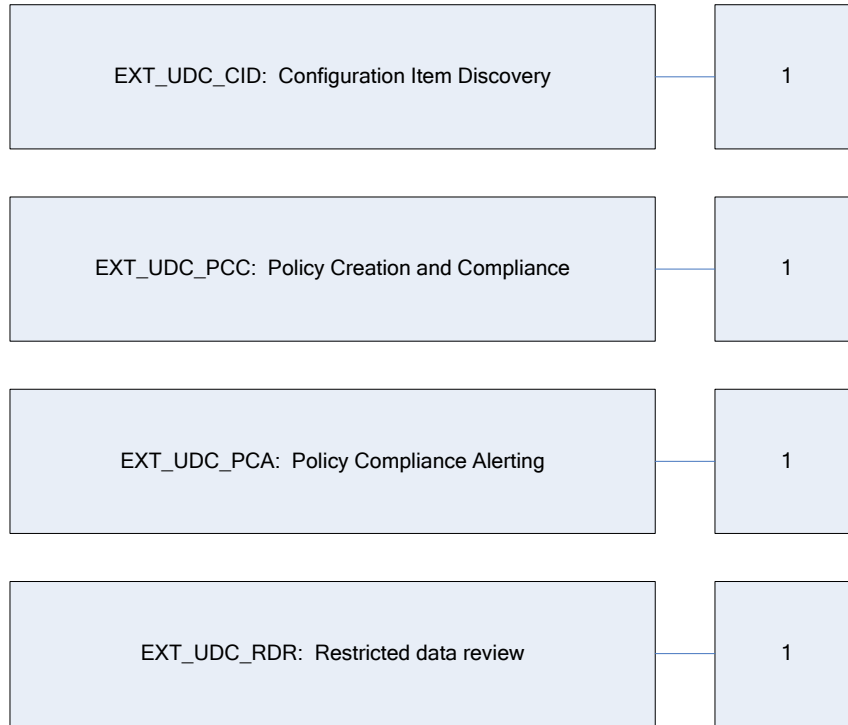 EXT_UDC_CID:  Configuration Item Discovery
1
EXT_UDC_PCC:  Policy Creation and Compliance
1
EXT_UDC_PCA:  Policy Compliance Alerting
1
EXT_UDC_RDR:  Restricted data review
1